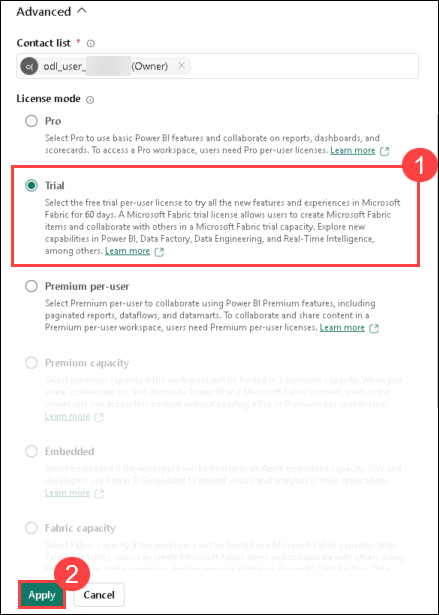 Advanced
Contact list *
o( odl_user_ (Owner) ×
License mode
Pro
Select Pro to use basic Power BI features and collaborate on reports, dashboards, and
scorecards. To access a Pro workspace, users need Pro per-user licenses. Learn more
1
Trial
Select the free trial per-user license to try all the new features and experiences in Microsoft
Fabric for 60 days. A Microsoft Fabric trial license allows users to create Microsoft Fabric
items and collaborate with others in a Microsoft Fabric trial capacity. Explore new
capabilities in Power BI, Data Factory, Data Engineering, and Real-Time Intelligence,
among others. Learn more
Premium per-user
Select Premium per-user to collaborate using Power BI Premium features, including
paginated reports, dataflows, and datamarts. To collaborate and share content in a
Premium per-user workspace, users need Premium per-user licenses. Learn more
Premium capacity
Select premium capacity if the workspace will be hosted in a premium capacity. When you
share, collaborate on, and distribute Power BI and Microsoft Fabric content, users in the
viewer role can access this content without needing a Pro or Premium per-user license.
Learn more
Embedded
Select embedded if the workspace will be hosted in an Azure embedded capacity. ISVs and
developers use Power BI Embedded to embed visuals and analytics in their applications.
Learn more
Fabric capacity
Select Fabric capacity if the workspace will be hosted in a Microsoft Fabric capacity. With
Fabric capacities, users can create Microsoft Fabric items and collaborate with others using
2
Apply
Cancel